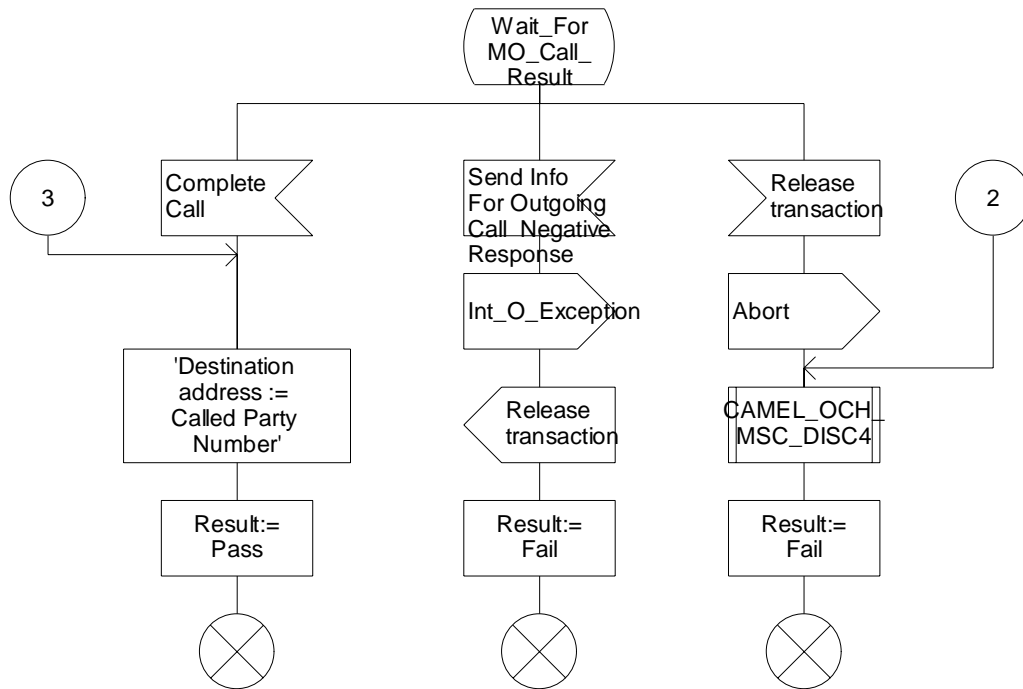 Wait_For
MO_Call_
Result
3
Complete
Call
Send Info
For Outgoing
Call Negative
Response
Release
transaction
2
Int_O_Exception
Abort
'Destination
address :=
Called Party
Number'
Release
transaction
CAMEL_OCH_
MSC_DISC4
Result:=
Pass
Result:=
Fail
Result:=
Fail